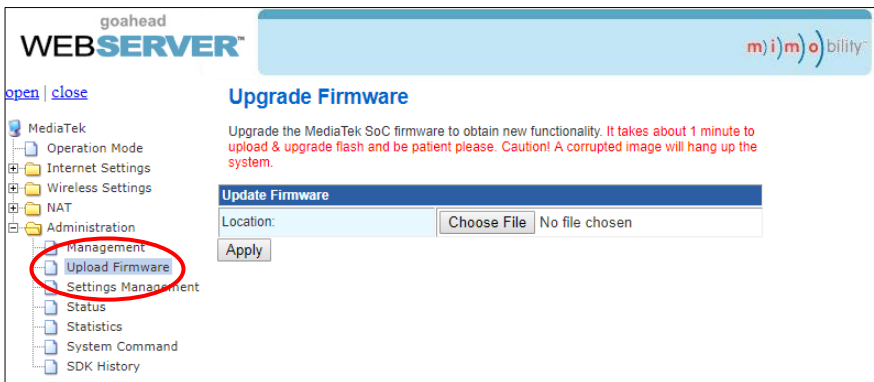 goahead
WEBSERVER™
m)i)m)o)bility™
open | close
MediaTek
Operation Mode
Internet Settings
Wireless Settings
NAT
Administration
Management
Upload Firmware
Settings Management
Status
Statistics
System Command
SDK History
Upgrade Firmware
Upgrade the MediaTek SoC firmware to obtain new functionality. It takes about 1 minute to
upload & upgrade flash and be patient please. Caution! A corrupted image will hang up the
system.
Update Firmware
Location: Choose File No file chosen
Apply